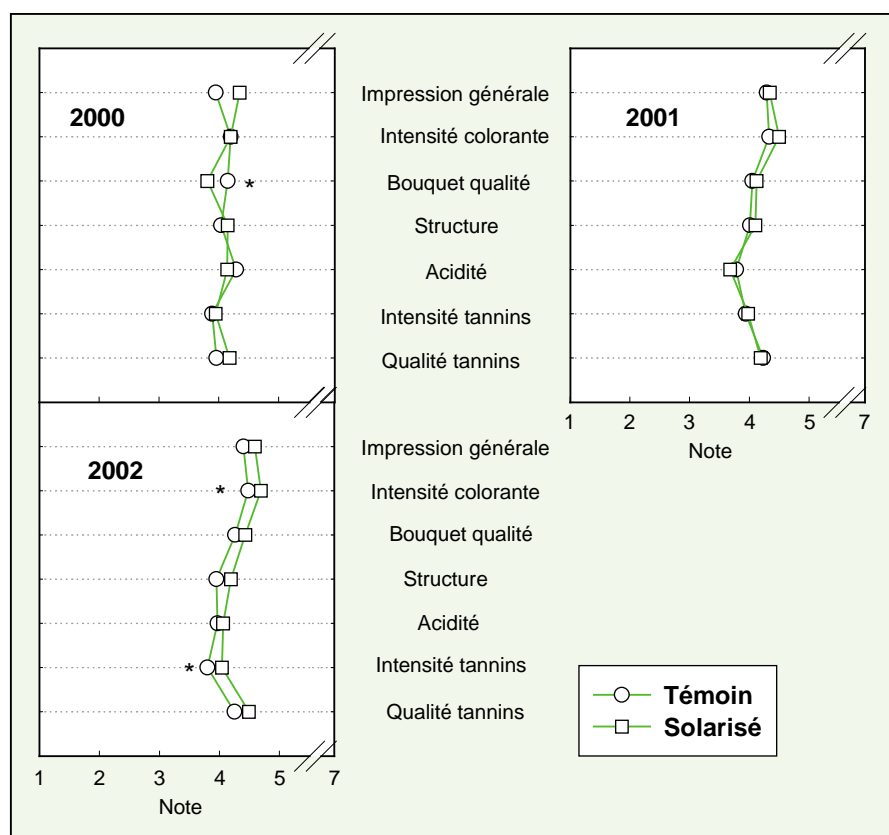 2000
*
Impression générale
Intensité colorante
Bouquet qualité
Structure
Acidité
Intensité tannins
Qualité tannins
2001
1 2 3 4 5 7
Note
2002
*
*
Impression générale
Intensité colorante
Bouquet qualité
Structure
Acidité
Intensité tannins
Qualité tannins
1 2 3 4 5 7
Note
Témoin
Solarisé